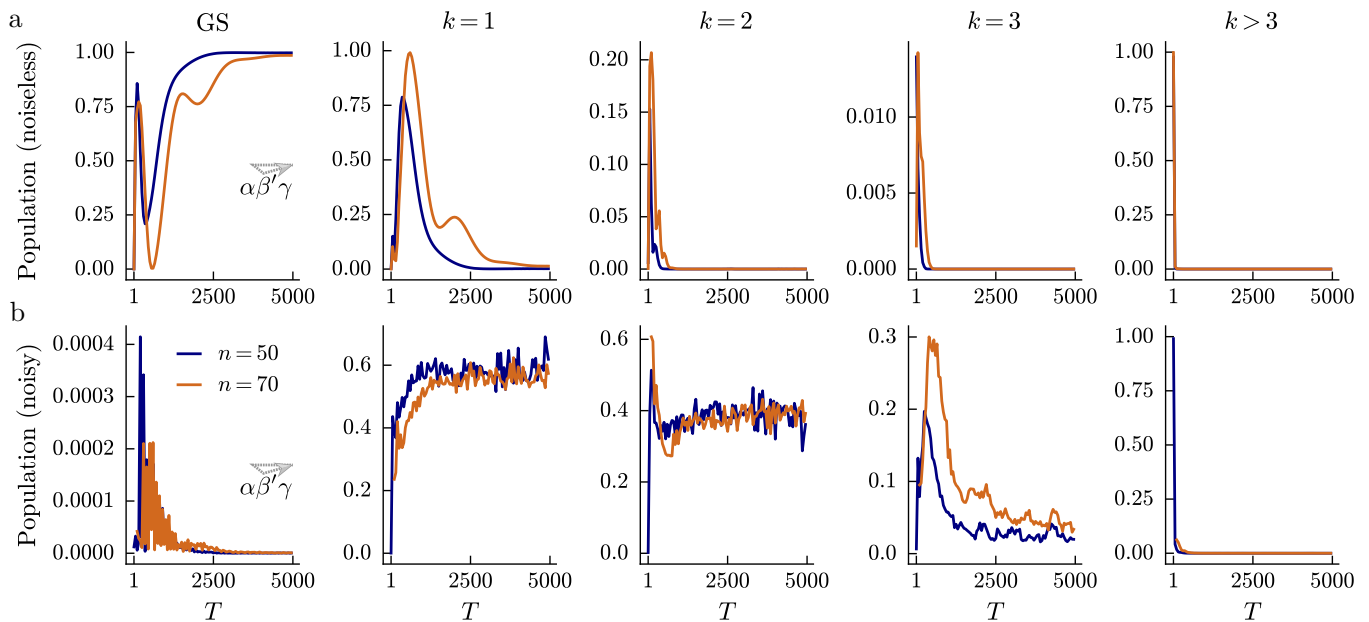 a
GS
k = 1
k = 2
k = 3
k > 3
Population (noiseless)
1.00
0.75
0.50
0.25
0.00
αβ′γ
1 2500 5000
1.00
0.75
0.50
0.25
0.00
1 2500 5000
0.20
0.15
0.10
0.05
0.00
1 2500 5000
0.010
0.005
0.000
1 2500 5000
1.00
0.75
0.50
0.25
0.00
1 2500 5000
b
Population (noisy)
0.0004
0.0003
0.0002
0.0001
0.0000
n = 50
n = 70
αβ′γ
1 2500 5000
T
0.6
0.4
0.2
0.0
1 2500 5000
T
0.6
0.4
0.2
0.0
1 2500 5000
T
0.3
0.2
0.1
0.0
1 2500 5000
T
1.00
0.75
0.50
0.25
0.00
1 2500 5000
T